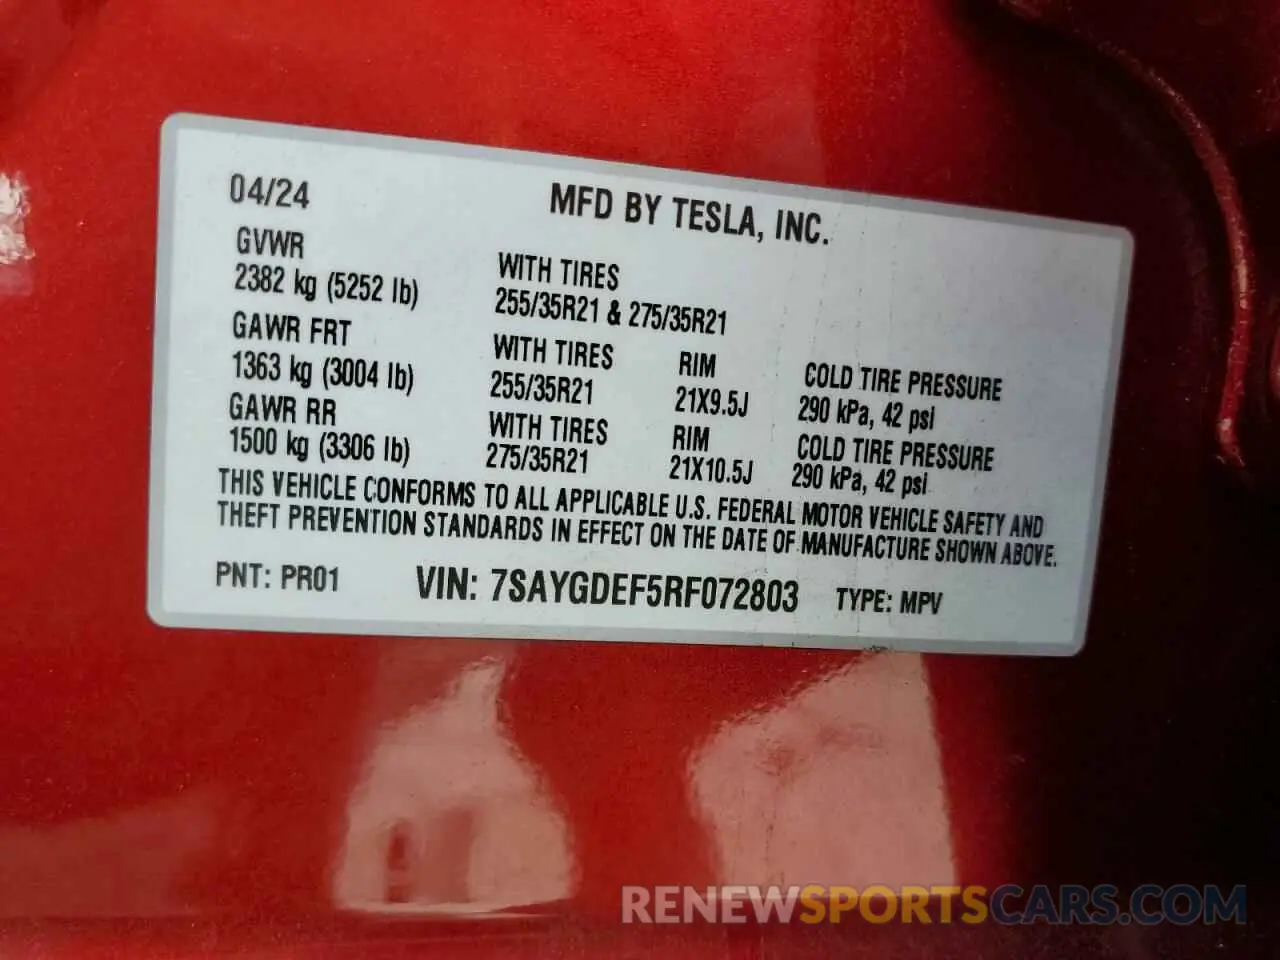 04/24
MFD BY TESLA, INC.
GVWR
2382 kg (5252 lb)
WITH TIRES
255/35R21 & 275/35R21
GAWR FRT
1363 kg (3004 lb)
WITH TIRES
255/35R21
RIM
21X9.5J
COLD TIRE PRESSURE
290 kPa, 42 psi
GAWR RR
1500 kg (3306 lb)
WITH TIRES
275/35R21
RIM
21X10.5J
COLD TIRE PRESSURE
290 kPa, 42 psi
THIS VEHICLE CONFORMS TO ALL APPLICABLE U.S. FEDERAL MOTOR VEHICLE SAFETY AND
THEFT PREVENTION STANDARDS IN EFFECT ON THE DATE OF MANUFACTURE SHOWN ABOVE.
PNT: PR01
VIN: 7SAYGDEF5RF072803
TYPE: MPV
RENEWSPORTSCARS.COM